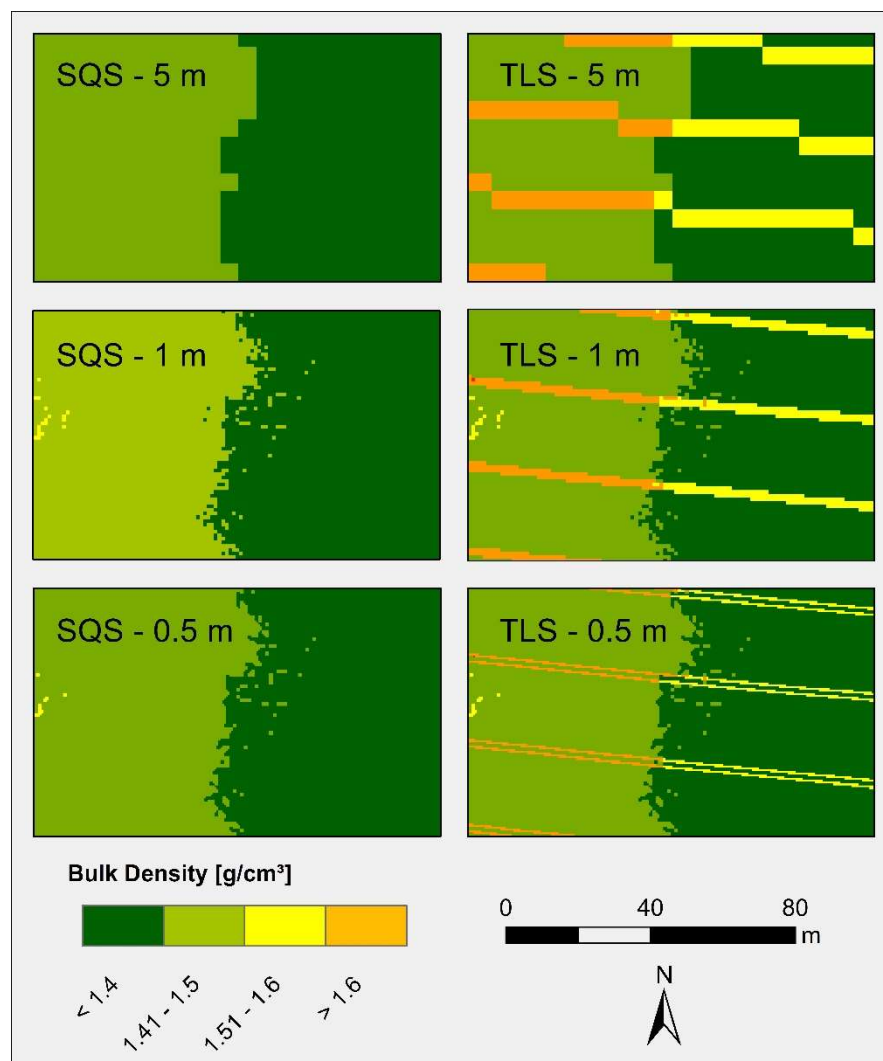 SQS - 5 m
TLS - 5 m
SQS - 1 m
TLS - 1 m
SQS - 0.5 m
TLS - 0.5 m
Bulk Density [g/cm³]
< 1.4
1.41 - 1.5
1.51 - 1.6
> 1.6
0 40 80
m
N